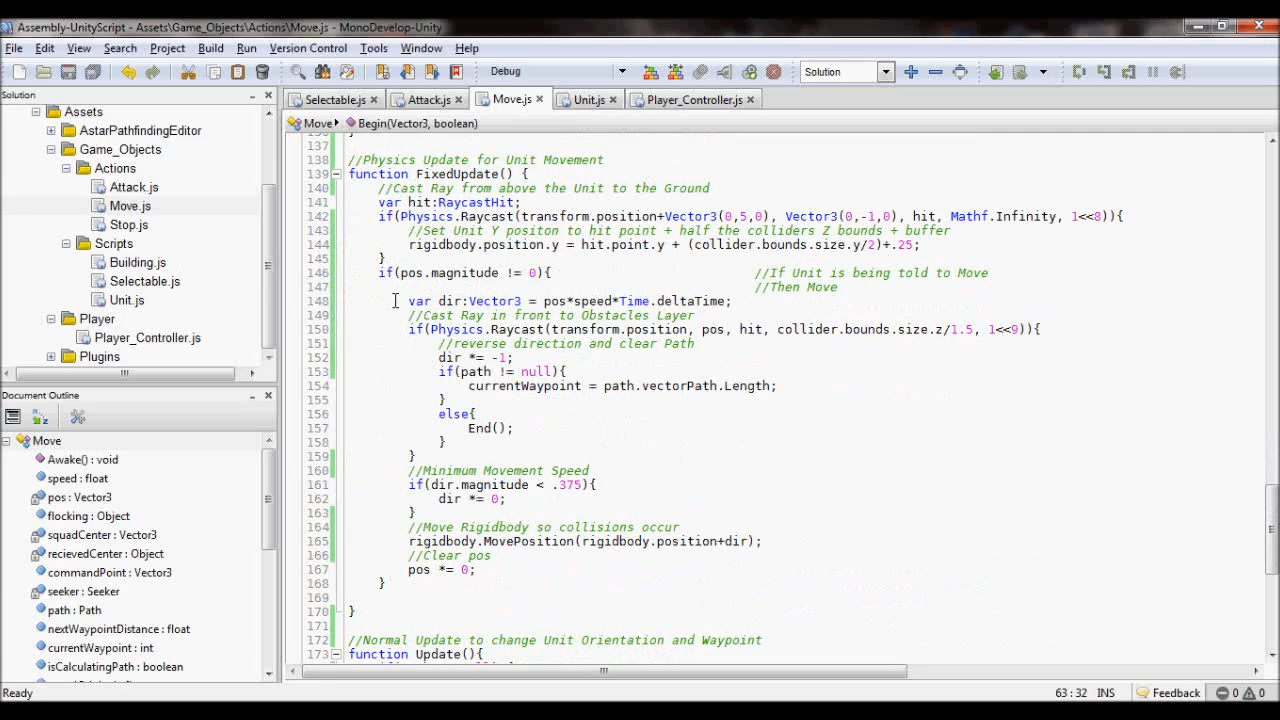 Assembly-UnityScript - Assets\Game_Objects\Actions\Move.js - MonoDevelop-Unity
File Edit View Search Project Build Run Version Control Tools Window Help
Debug Solution
Solution
Assets
AstarPathfindingEditor
Game_Objects
Actions
Attack.js
Move.js
Stop.js
Scripts
Building.js
Selectable.js
Unit.js
Player
Player_Controller.js
Plugins
Document Outline
Move
Awake() : void
speed : float
pos : Vector3
flocking : Object
squadCenter : Vector3
recievedCenter : Object
commandPoint : Vector3
seeker : Seeker
path : Path
nextWaypointDistance : float
currentWaypoint : int
isCalculatingPath : boolean
Selectable.js Attack.js Move.js Unit.js Player_Controller.js
Move Begin(Vector3, boolean)
137
138 //Physics Update for Unit Movement
139 function FixedUpdate() {
140 //Cast Ray from above the Unit to the Ground
141 var hit:RaycastHit;
142 if(Physics.Raycast(transform.position+Vector3(0,5,0), Vector3(0,-1,0), hit, Mathf.Infinity, 1<<8)){
143 //Set Unit Y positon to hit point + half the colliders Z bounds + buffer
144 rigidbody.position.y = hit.point.y + (collider.bounds.size.y/2)+.25;
145 }
146 if(pos.magnitude != 0){ //If Unit is being told to Move
147 //Then Move
148 var dir:Vector3 = pos*speed*Time.deltaTime;
149 //Cast Ray in front to Obstacles Layer
150 if(Physics.Raycast(transform.position, pos, hit, collider.bounds.size.z/1.5, 1<<9)){
151 //reverse direction and clear Path
152 dir *= -1;
153 if(path != null){
154 currentWaypoint = path.vectorPath.Length;
155 }
156 else{
157 End();
158 }
159 }
160 //Minimum Movement Speed
161 if(dir.magnitude < .375){
162 dir *= 0;
163 }
164 //Move Rigidbody so collisions occur
165 rigidbody.MovePosition(rigidbody.position+dir);
166 //Clear pos
167 pos *= 0;
168 }
169
170 }
171
172 //Normal Update to change Unit Orientation and Waypoint
173 function Update(){
Ready 63 : 32 INS Feedback 0 0